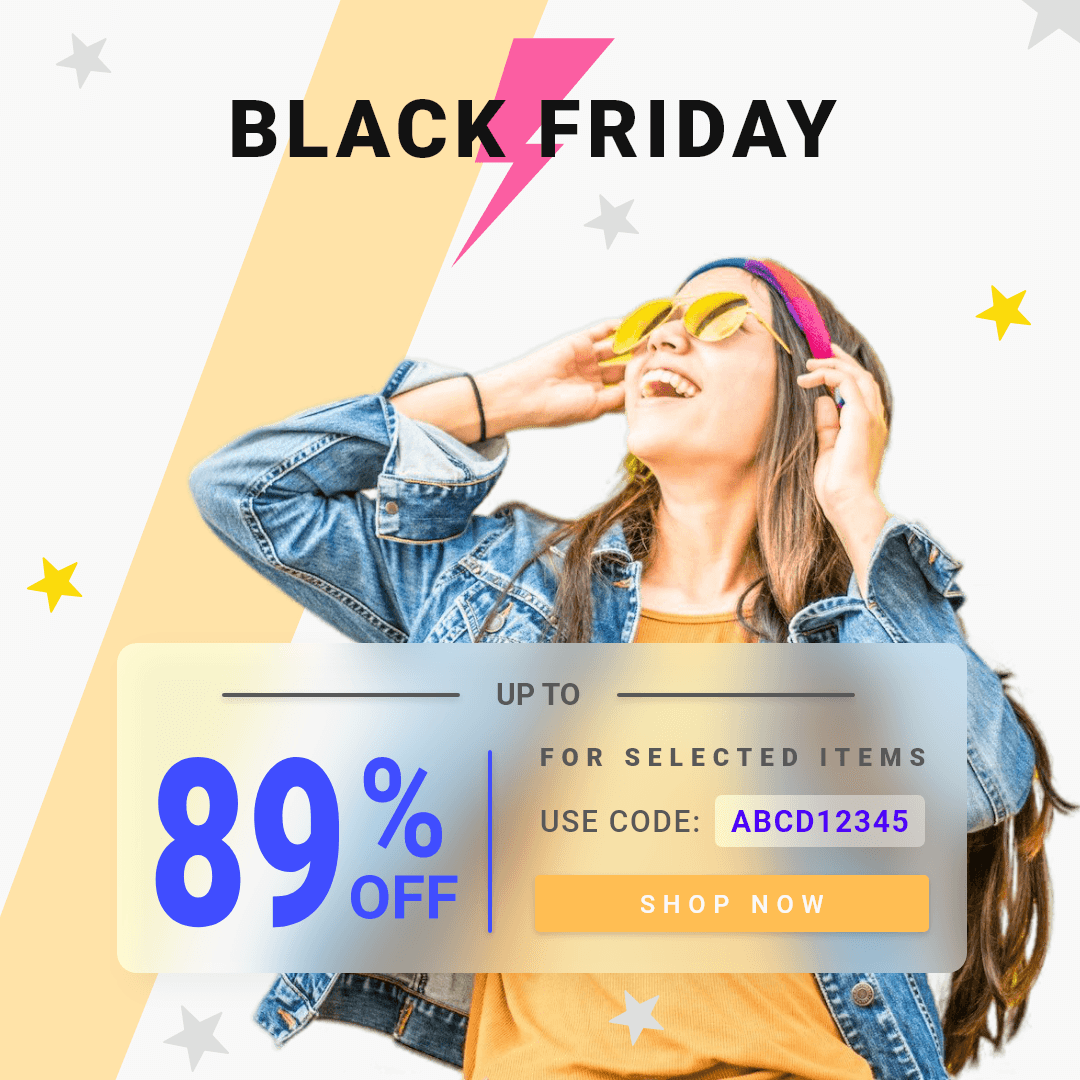 BLACK FRIDAY
UP TO
89%
OFF
FOR SELECTED ITEMS
USE CODE: ABCD12345
SHOP NOW